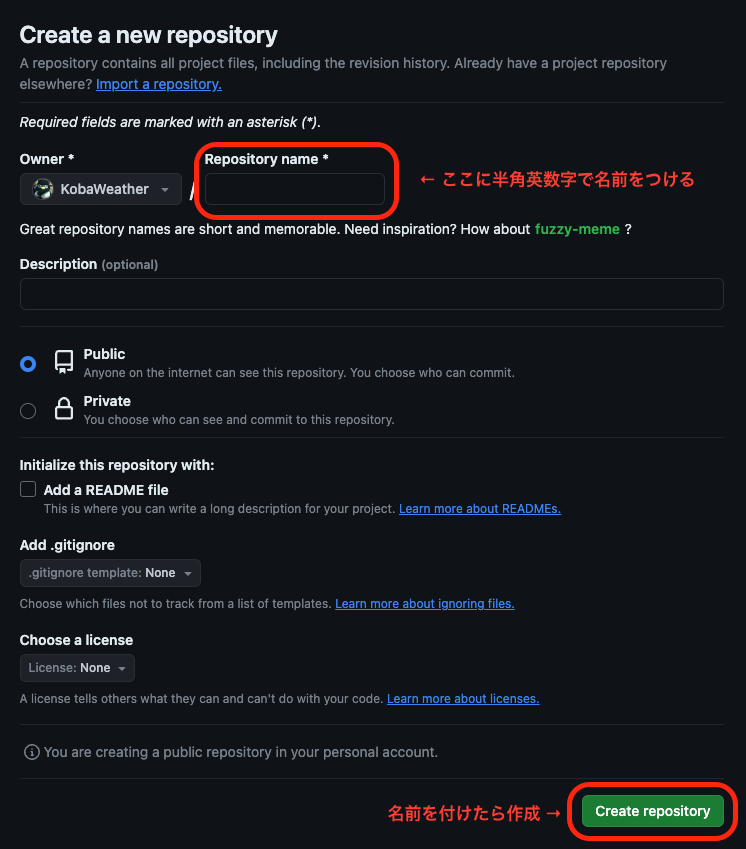 Create a new repository
A repository contains all project files, including the revision history. Already have a project repository
elsewhere? Import a repository.
Required fields are marked with an asterisk (*).
Owner *
Repository name *
KobaWeather
/
← ここに半角英数字で名前をつける
Great repository names are short and memorable. Need inspiration? How about fuzzy-meme ?
Description (optional)
Public
Anyone on the internet can see this repository. You choose who can commit.
Private
You choose who can see and commit to this repository.
Initialize this repository with:
Add a README file
This is where you can write a long description for your project. Learn more about READMEs.
Add .gitignore
.gitignore template: None
Choose which files not to track from a list of templates. Learn more about ignoring files.
Choose a license
License: None
A license tells others what they can and can't do with your code. Learn more about licenses.
You are creating a public repository in your personal account.
名前を付けたら作成 →
Create repository